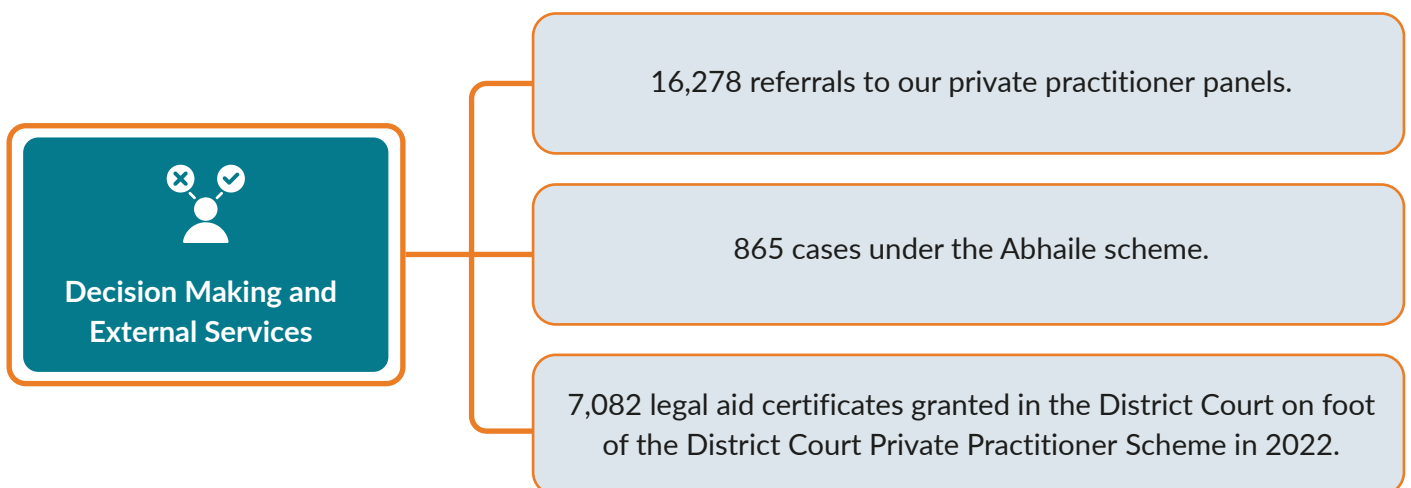 Decision Making and
External Services
16,278 referrals to our private practitioner panels.
865 cases under the Abhaile scheme.
7,082 legal aid certificates granted in the District Court on foot
of the District Court Private Practitioner Scheme in 2022.